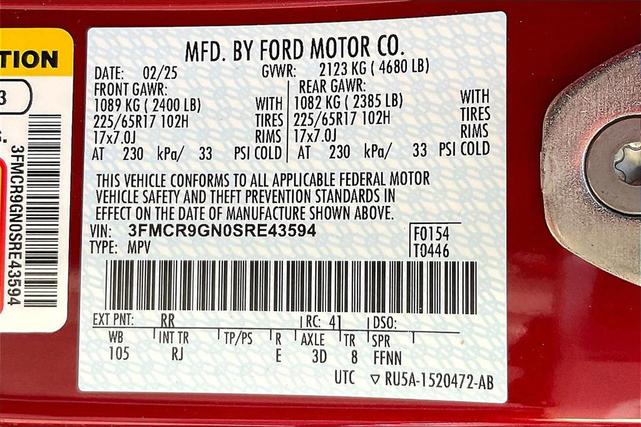 TION
3
S.
3FMCR9GN0SRE43594
MFD. BY FORD MOTOR CO.
DATE: 02/25 GVWR: 2123 KG ( 4680 LB)
FRONT GAWR: REAR GAWR:
1089 KG ( 2400 LB) WITH 1082 KG ( 2385 LB) WITH
225/65R17 102H TIRES 225/65R17 102H TIRES
17x7.0J RIMS 17x7.0J RIMS
AT 230 kPa/ 33 PSI COLD AT 230 kPa/ 33 PSI COLD
THIS VEHICLE CONFORMS TO ALL APPLICABLE FEDERAL MOTOR
VEHICLE SAFETY AND THEFT PREVENTION STANDARDS IN
EFFECT ON THE DATE OF MANUFACTURE SHOWN ABOVE.
VIN: 3FMCR9GN0SRE43594 F0154
TYPE: MPV T0446
EXT PNT: RR RC: 41 DSO:
WB INT TR TP/PS R AXLE TR SPR
105 RJ E 3D 8 FFNN
UTC ▽ RU5A-1520472-AB